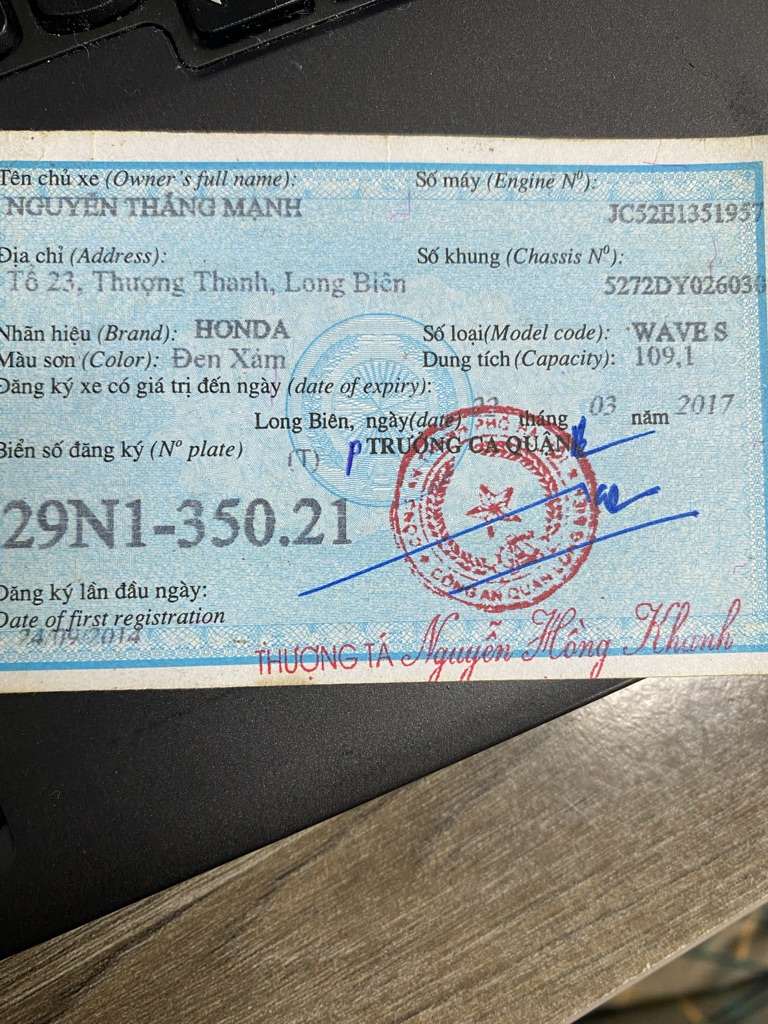 Tên chủ xe (Owner's full name):
NGUYỄN THẮNG MẠNH
Số máy (Engine Nº):
JC52E1351957
Địa chỉ (Address):
Tổ 23, Thượng Thanh, Long Biên
Số khung (Chassis Nº):
5272DY026030
Nhãn hiệu (Brand): HONDA
Số loại(Model code): WAVE S
Màu sơn (Color): Đen Xám
Dung tích (Capacity): 109,1
Đăng ký xe có giá trị đến ngày (date of expiry):
Long Biên, ngày(date) tháng 03 năm 2017
Biển số đăng ký (Nº plate) (T)
TRƯỞNG CA QUẬN
29N1-350.21
CÔNG AN QUẬN
Đăng ký lần đầu ngày:
Date of first registration
24/09/2014
THƯỢNG TÁ Nguyễn Hồng Khanh